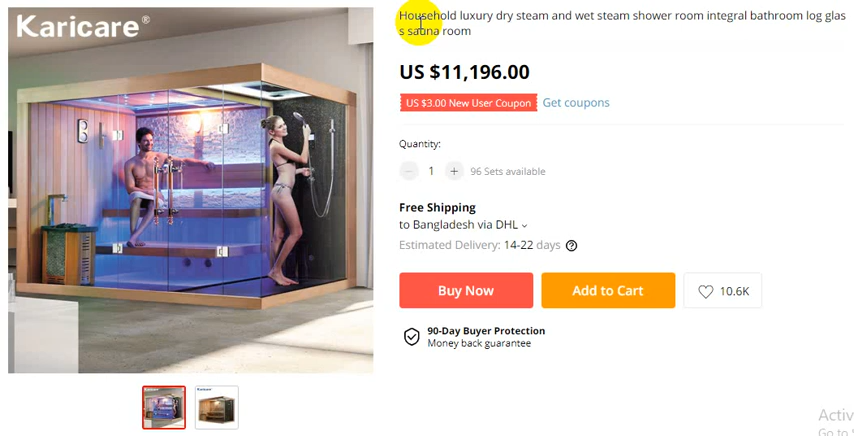 Karicare®
Household luxury dry steam and wet steam shower room integral bathroom log glas
s sauna room
US $11,196.00
US $3.00 New User Coupon
Get coupons
Quantity:
1
96 Sets available
Free Shipping
to Bangladesh via DHL
Estimated Delivery: 14-22 days
Buy Now
Add to Cart
10.6K
90-Day Buyer Protection
Money back guarantee
Karicare®
Activ
Go to